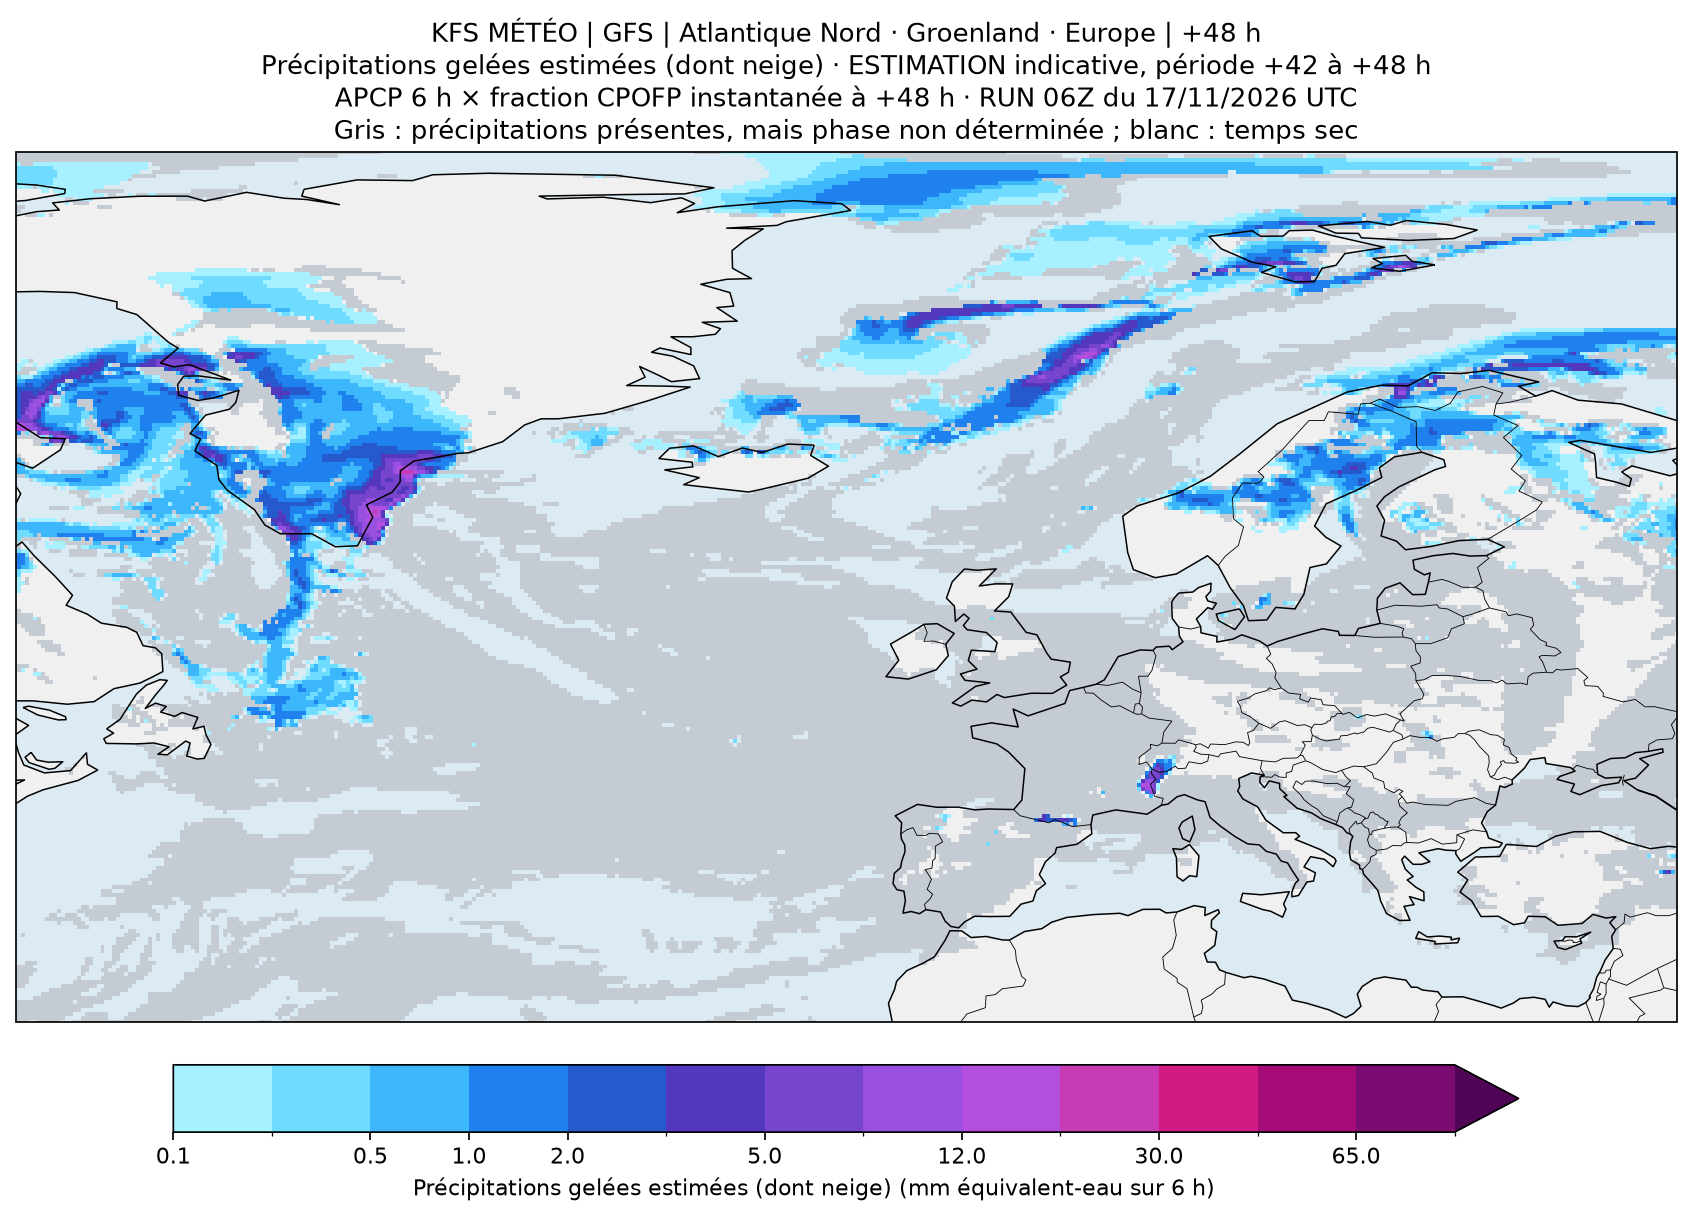 KFS MÉTÉO | GFS | Atlantique Nord · Groenland · Europe | +48 h
Précipitations gelées estimées (dont neige) · ESTIMATION indicative, période +42 à +48 h
APCP 6 h × fraction CPOFP instantanée à +48 h · RUN 06Z du 17/11/2026 UTC
Gris : précipitations présentes, mais phase non déterminée ; blanc : temps sec
0.1 0.5 1.0 2.0 5.0 12.0 30.0 65.0
Précipitations gelées estimées (dont neige) (mm équivalent-eau sur 6 h)